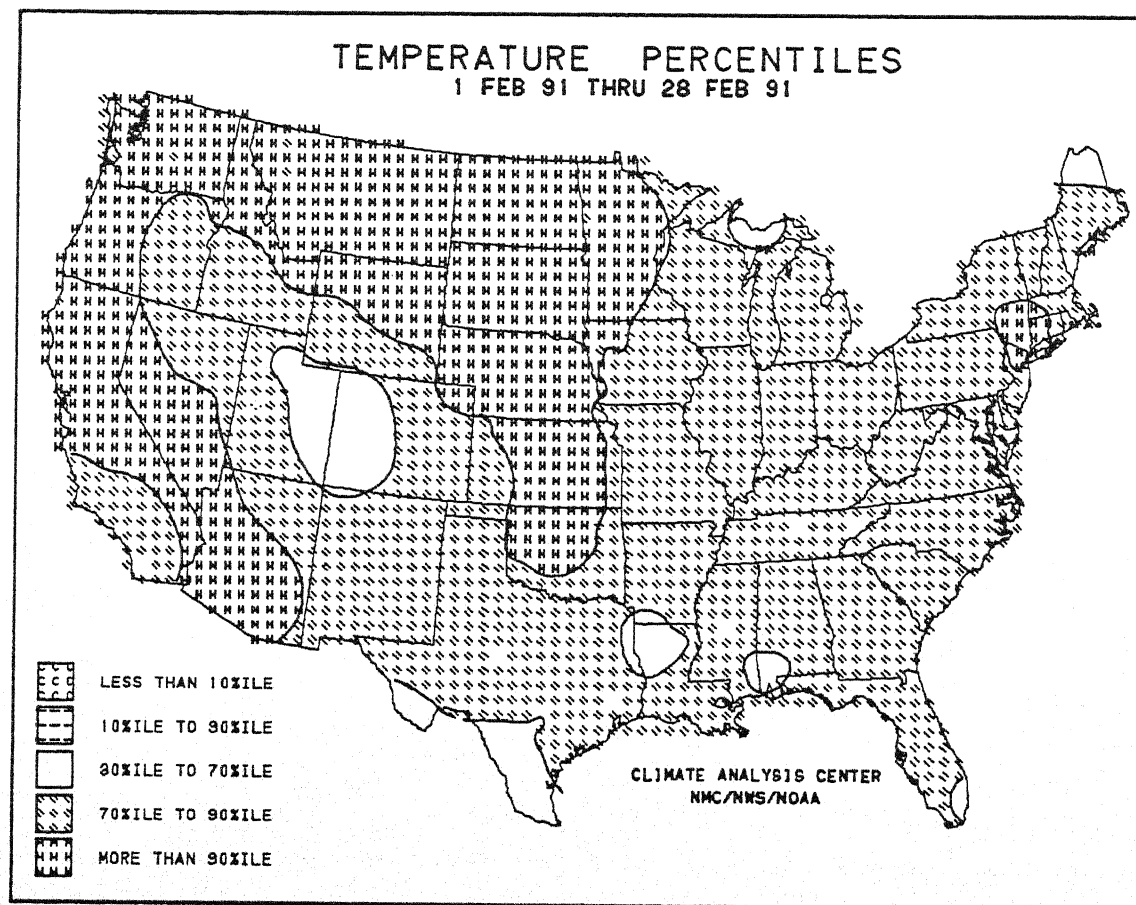 TEMPERATURE PERCENTILES
1 FEB 91 THRU 28 FEB 91
LESS THAN 10%ILE
10%ILE TO 90%ILE
30%ILE TO 70%ILE
70%ILE TO 90%ILE
MORE THAN 90%ILE
CLIMATE ANALYSIS CENTER
NMC/NWS/NOAA